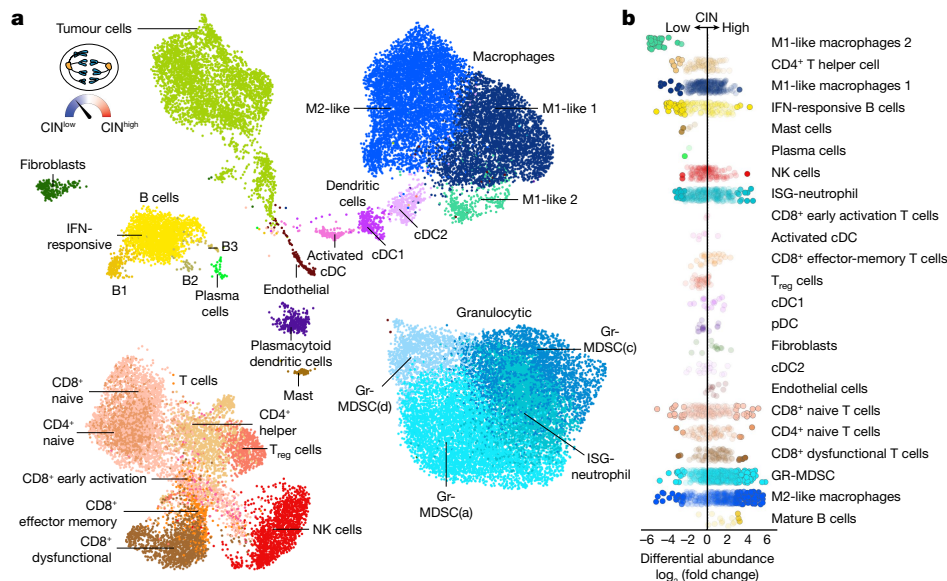 a
Tumour cells
CIN^low
CIN^high
Fibroblasts
B cells
IFN-
responsive
B1
B2
B3
Plasma
cells
Macrophages
M2-like
M1-like 1
M1-like 2
Dendritic
cells
cDC2
cDC1
Activated
cDC
Endothelial
Plasmacytoid
dendritic cells
Mast
Granulocytic
Gr-
MDSC(c)
Gr-
MDSC(d)
ISG-
neutrophil
Gr-
MDSC(a)
T cells
CD8⁺
naive
CD4⁺
naive
CD4⁺
helper
T_reg cells
CD8⁺ early activation
CD8⁺
effector memory
CD8⁺
dysfunctional
NK cells
b
CIN
Low
High
M1-like macrophages 2
CD4⁺ T helper cell
M1-like macrophages 1
IFN-responsive B cells
Mast cells
Plasma cells
NK cells
ISG-neutrophil
CD8⁺ early activation T cells
Activated cDC
CD8⁺ effector-memory T cells
T_reg cells
cDC1
pDC
Fibroblasts
cDC2
Endothelial cells
CD8⁺ naive T cells
CD4⁺ naive T cells
CD8⁺ dysfunctional T cells
GR-MDSC
M2-like macrophages
Mature B cells
−6 −4 −2 0 2 4 6
Differential abundance
log (fold change)